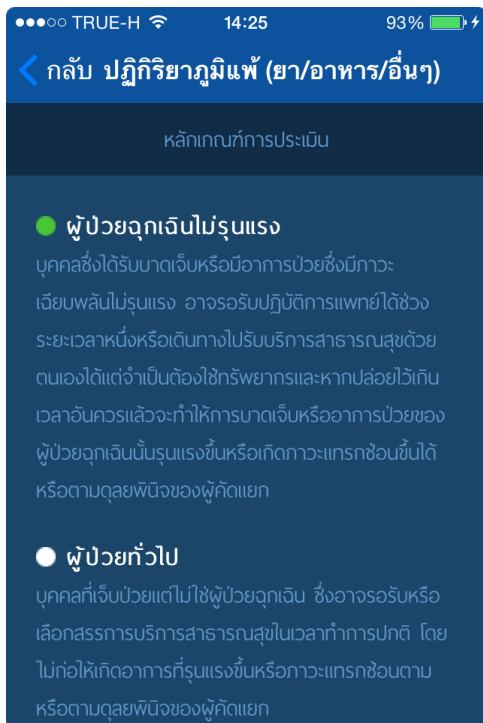 TRUE-H 14:25 93%
กลับ ปฏิกิริยาภูมิแพ้ (ยา/อาหาร/อื่นๆ)
หลักเกณฑ์การประเมิน
ผู้ป่วยฉุกเฉินไม่รุนแรง
บุคคลซึ่งได้รับบาดเจ็บหรือมีอาการป่วยซึ่งมีภาวะ
เฉียบพลันไม่รุนแรง อาจรอรับปฏิบัติการแพทย์ได้ช่วง
ระยะเวลาหนึ่งหรือเดินทางไปรับบริการสาธารณสุขด้วย
ตนเองได้แต่จำเป็นต้องใช้ทรัพยากรและหากปล่อยไว้เกิน
เวลาอันควรแล้วจะทำให้การบาดเจ็บหรืออาการป่วยของ
ผู้ป่วยฉุกเฉินนั้นรุนแรงขึ้นหรือเกิดภาวะแทรกซ้อนขึ้นได้
หรือตามดุลยพินิจของผู้คัดแยก
ผู้ป่วยทั่วไป
บุคคลที่เจ็บป่วยแต่ไม่ใช่ผู้ป่วยฉุกเฉิน ซึ่งอาจรอรับหรือ
เลือกสรรการบริการสาธารณสุขในเวลาทำการปกติ โดย
ไม่ก่อให้เกิดอาการที่รุนแรงขึ้นหรือภาวะแทรกซ้อนตาม
หรือตามดุลยพินิจของผู้คัดแยก